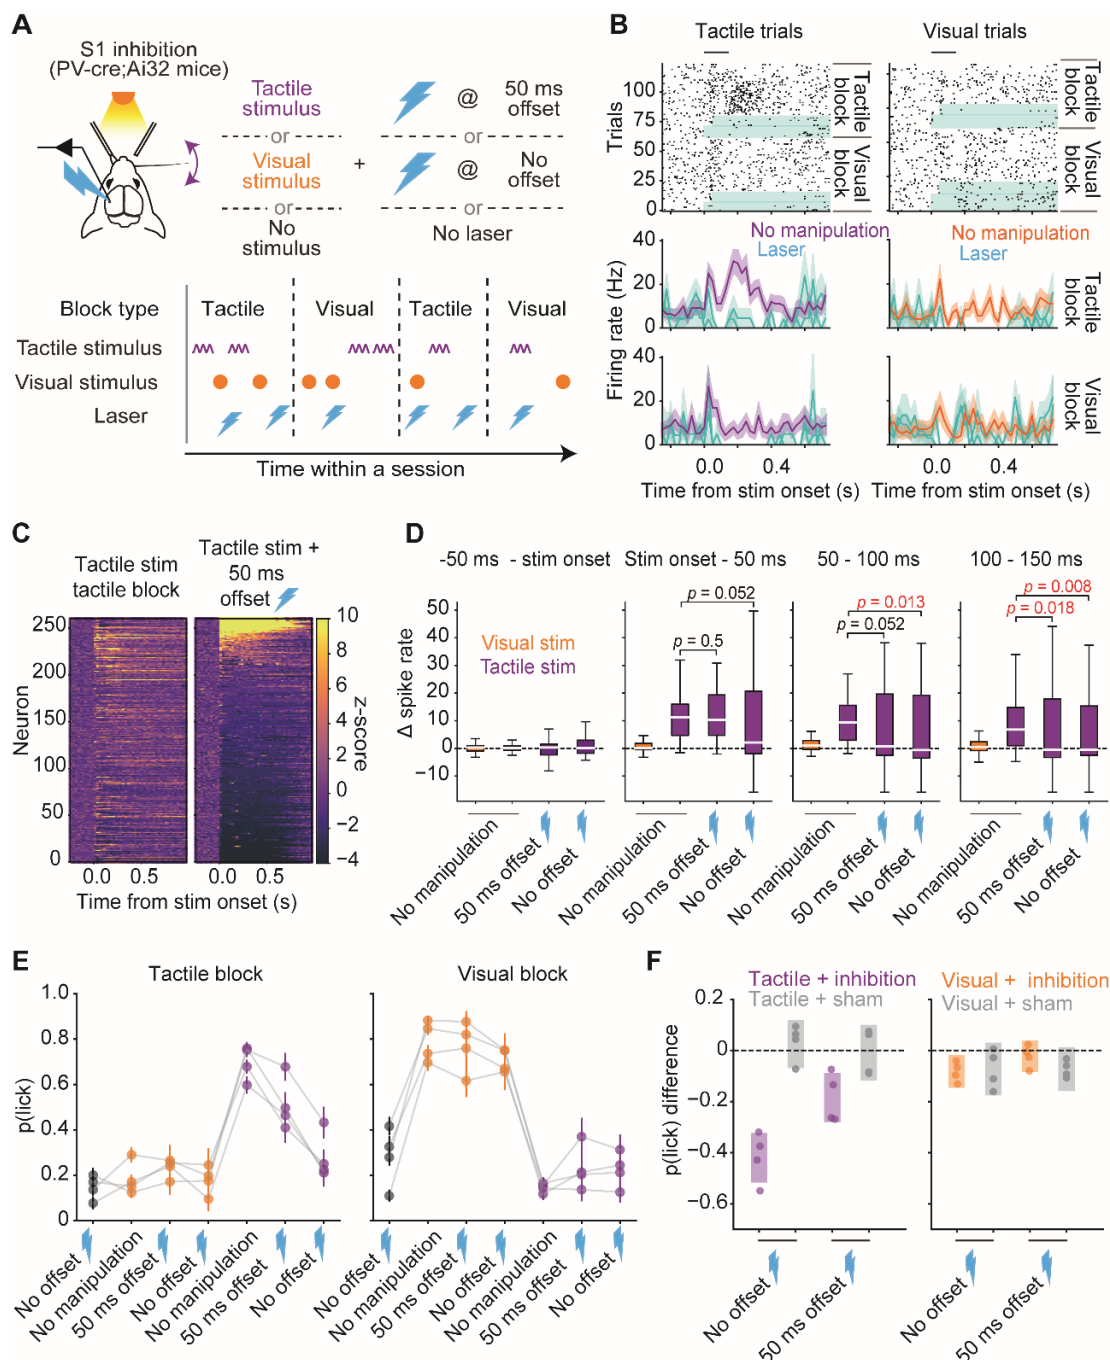 A
S1 inhibition
(PV-cre;Ai32 mice)
Tactile
stimulus
or
Visual
stimulus
or
No
stimulus
+
@
50 ms
offset
or
@
No
offset
or
No laser
Block type
Tactile
Visual
Tactile
Visual
Tactile stimulus
Visual stimulus
Laser
Time within a session
B
Tactile trials
Visual trials
Trials
100
75
50
25
0
Tactile
block
Visual
block
Tactile
block
Visual
block
Firing rate (Hz)
40
20
0
No manipulation
Laser
No manipulation
Laser
Tactile
block
40
20
0
Visual
block
0.0
0.4
0.0
0.4
Time from stim onset (s)
Time from stim onset (s)
C
Tactile stim
tactile block
Tactile stim +
50 ms
offset
Neuron
250
200
150
100
50
0
0.0
0.5
0.0
0.5
Time from stim onset (s)
10
8
6
4
2
0
−2
−4
z-score
D
-50 ms - stim onset
Stim onset - 50 ms
50 - 100 ms
100 - 150 ms
Δ spike rate
50
40
30
20
10
0
−10
Visual stim
Tactile stim
p = 0.052
p = 0.5
p = 0.013
p = 0.052
p = 0.008
p = 0.018
No manipulation
50 ms offset
No offset
No manipulation
50 ms offset
No offset
No manipulation
50 ms offset
No offset
No manipulation
50 ms offset
No offset
E
Tactile block
Visual block
p(lick)
1.0
0.8
0.6
0.4
0.2
0
No offset
No manipulation
50 ms offset
No offset
No manipulation
50 ms offset
No offset
No offset
No manipulation
50 ms offset
No offset
No manipulation
50 ms offset
No offset
F
Tactile + inhibition
Tactile + sham
Visual + inhibition
Visual + sham
p(lick) difference
0.2
0
−0.2
−0.4
−0.6
No offset
50 ms offset
No offset
50 ms offset